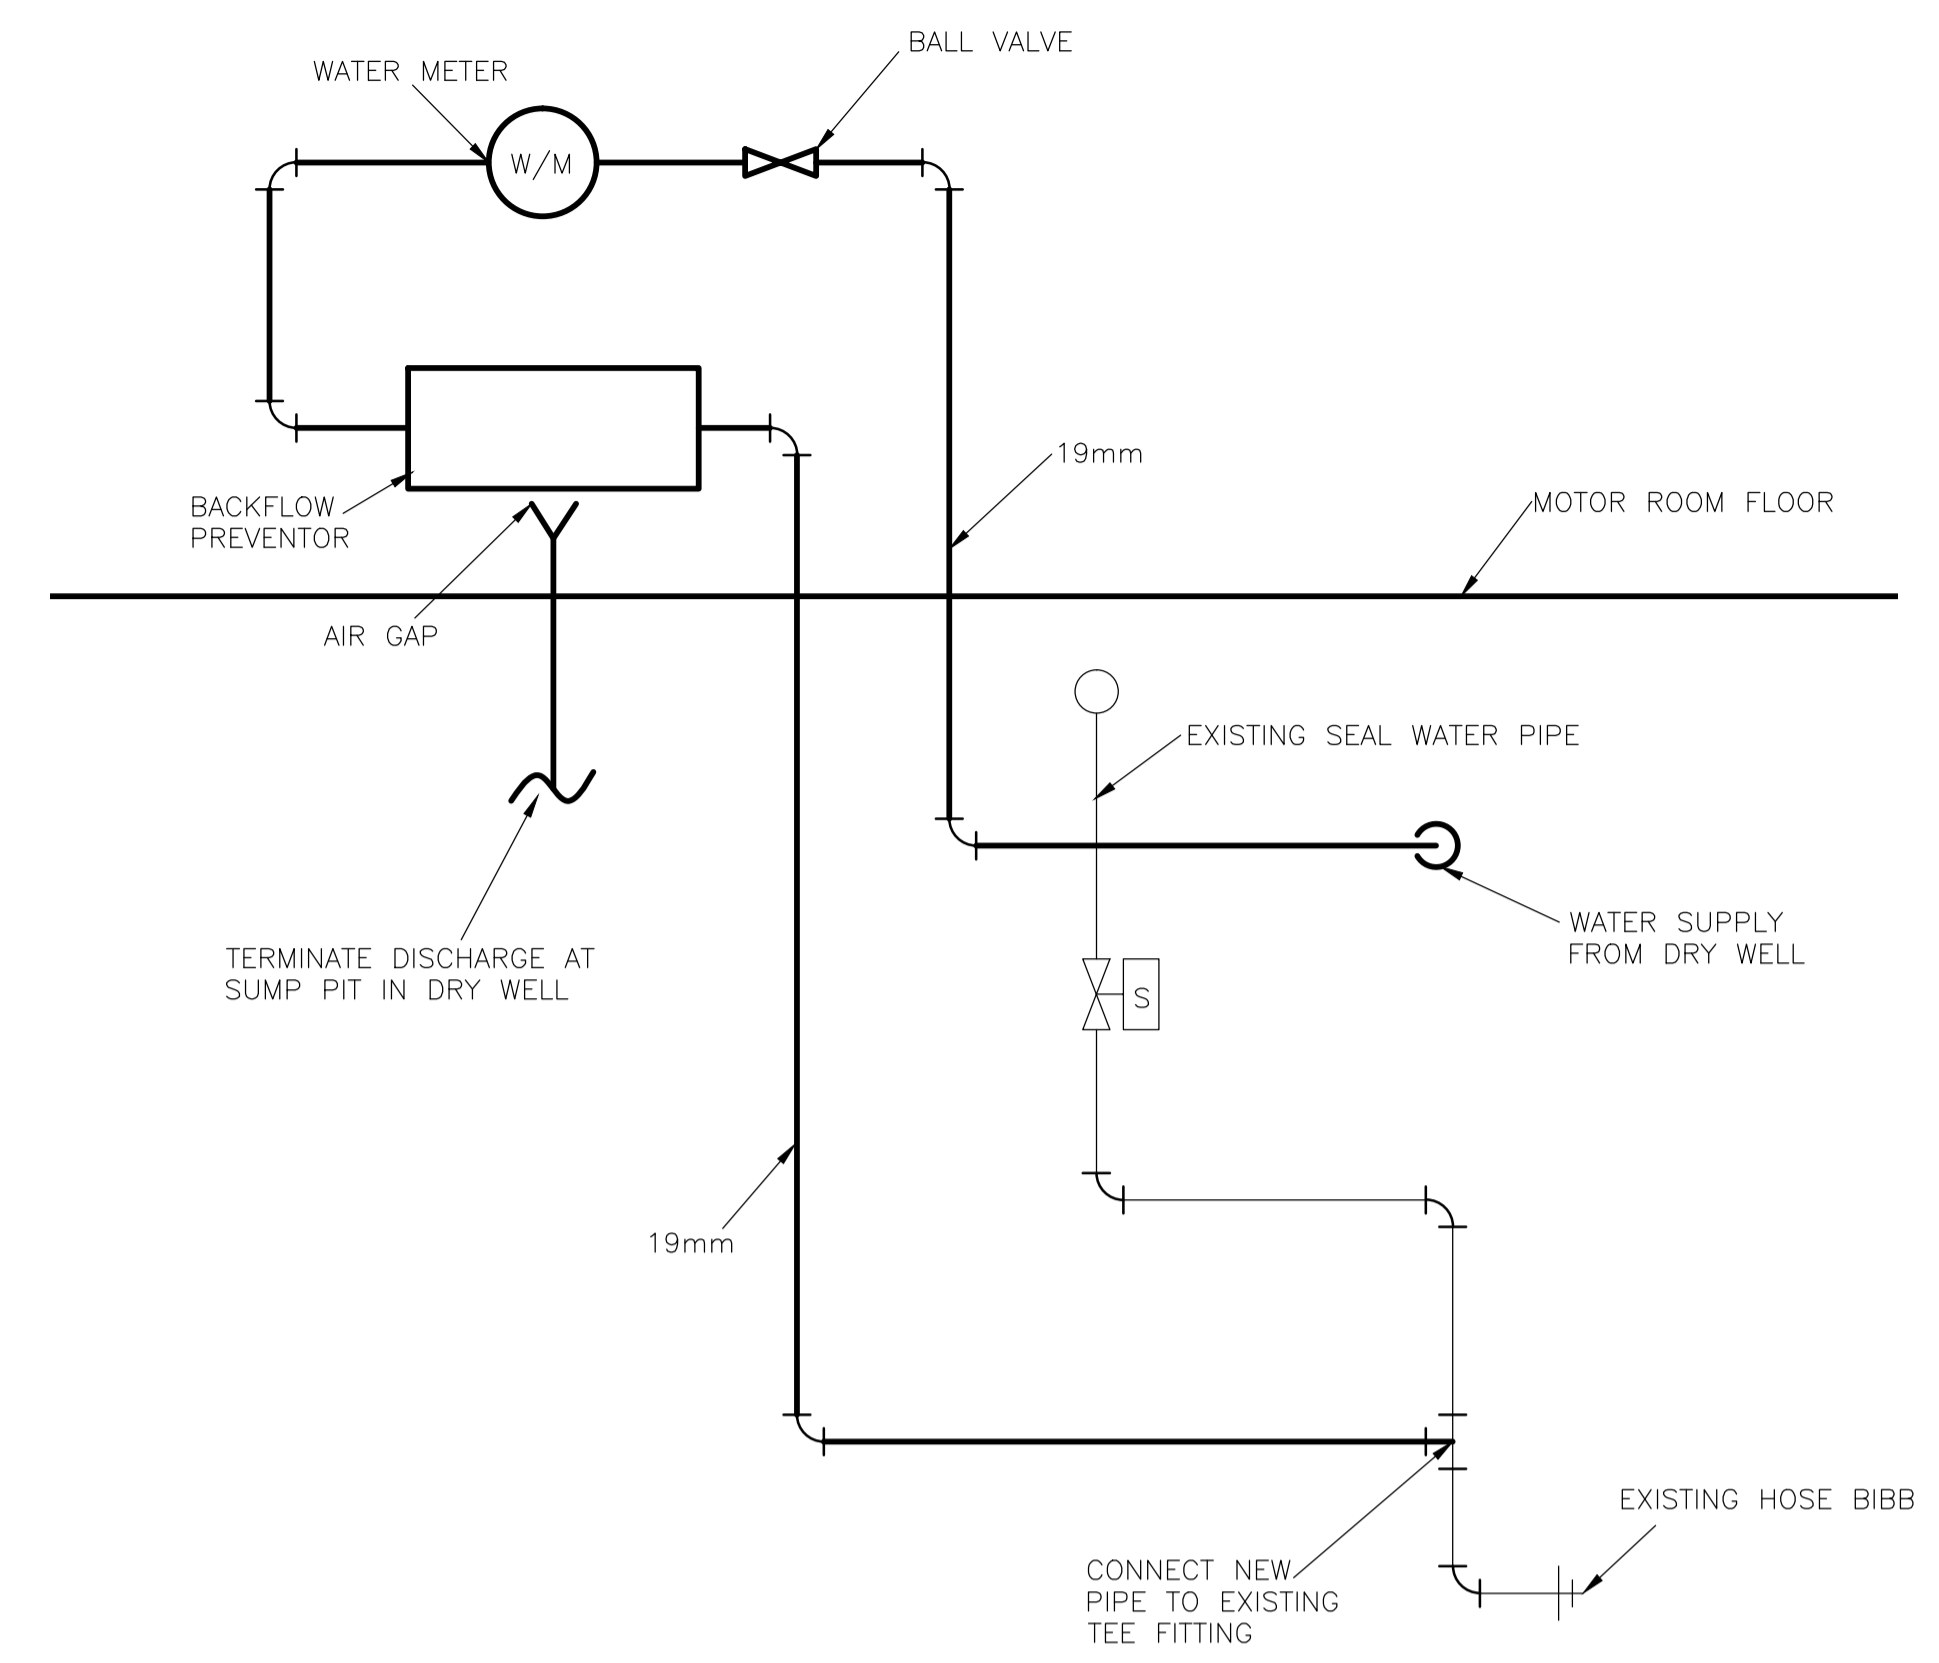 BALL VALVE
WATER METER
W/M
19mm
BACKFLOW
PREVENTOR
MOTOR ROOM FLOOR
AIR GAP
EXISTING SEAL WATER PIPE
WATER SUPPLY
FROM DRY WELL
TERMINATE DISCHARGE AT
SUMP PIT IN DRY WELL
S
19mm
EXISTING HOSE BIBB
CONNECT NEW
PIPE TO EXISTING
TEE FITTING